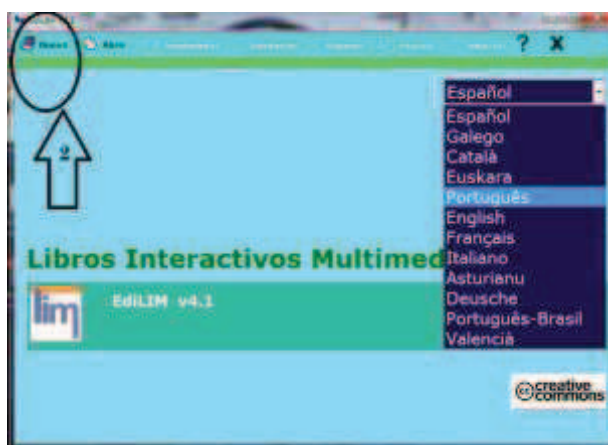 Nuevo Abrir ? X
Español
Español
Galego
Català
Euskara
Português
English
Français
Italiano
Asturianu
Deusche
Português-Brasil
Valencià
2
Libros Interactivos Multimed
lim
EdiLIM v4.1
cc creative commons